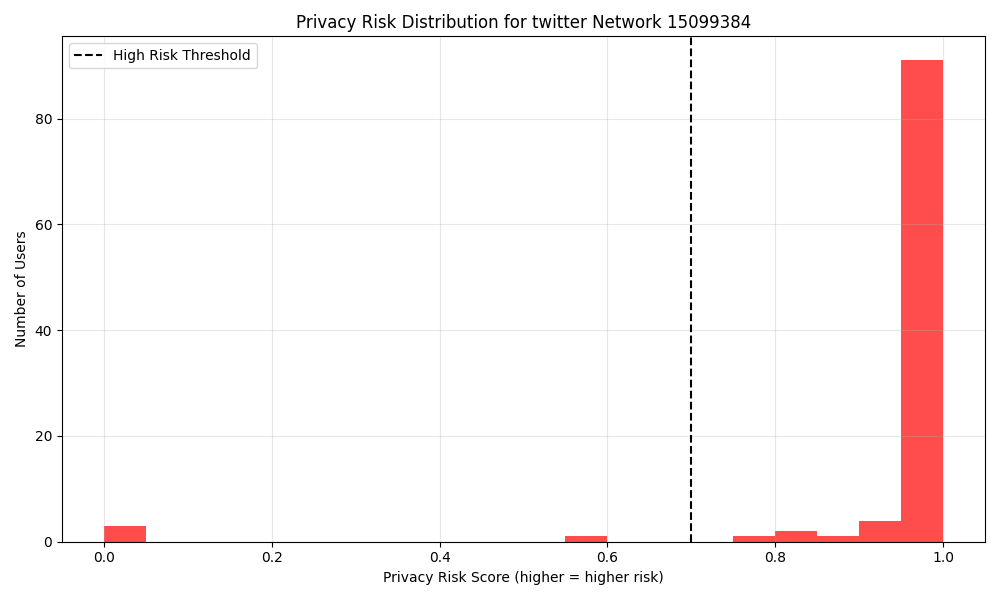 Privacy Risk Distribution for twitter Network 15099384
High Risk Threshold
Number of Users
80
60
40
20
0
0.0 0.2 0.4 0.6 0.8 1.0
Privacy Risk Score (higher = higher risk)